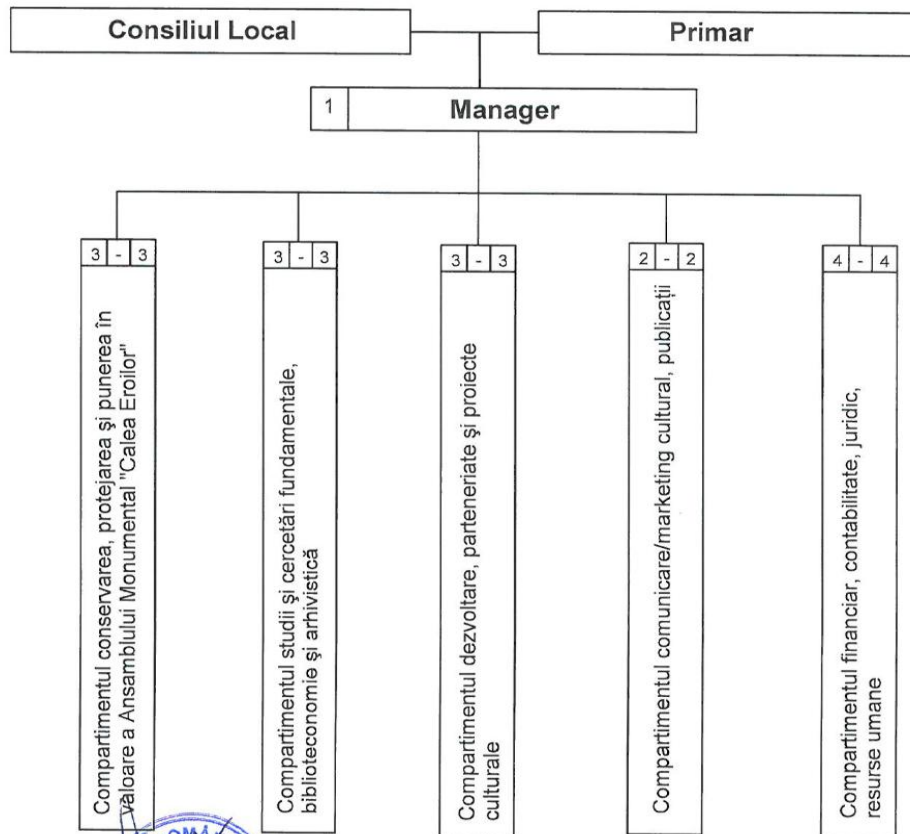 Consiliul Local
Primar
1 Manager
3 - 3
Compartimentul conservarea, protejarea şi punerea în
valoare a Ansamblului Monumental "Calea Eroilor"
3 - 3
Compartimentul studii şi cercetări fundamentale,
biblioteconomie şi arhivistică
3 - 3
Compartimentul dezvoltare, parteneriate şi proiecte
culturale
2 - 2
Compartimentul comunicare/marketing cultural, publicaţii
4 - 4
Compartimentul financiar, contabilitate, juridic,
resurse umane